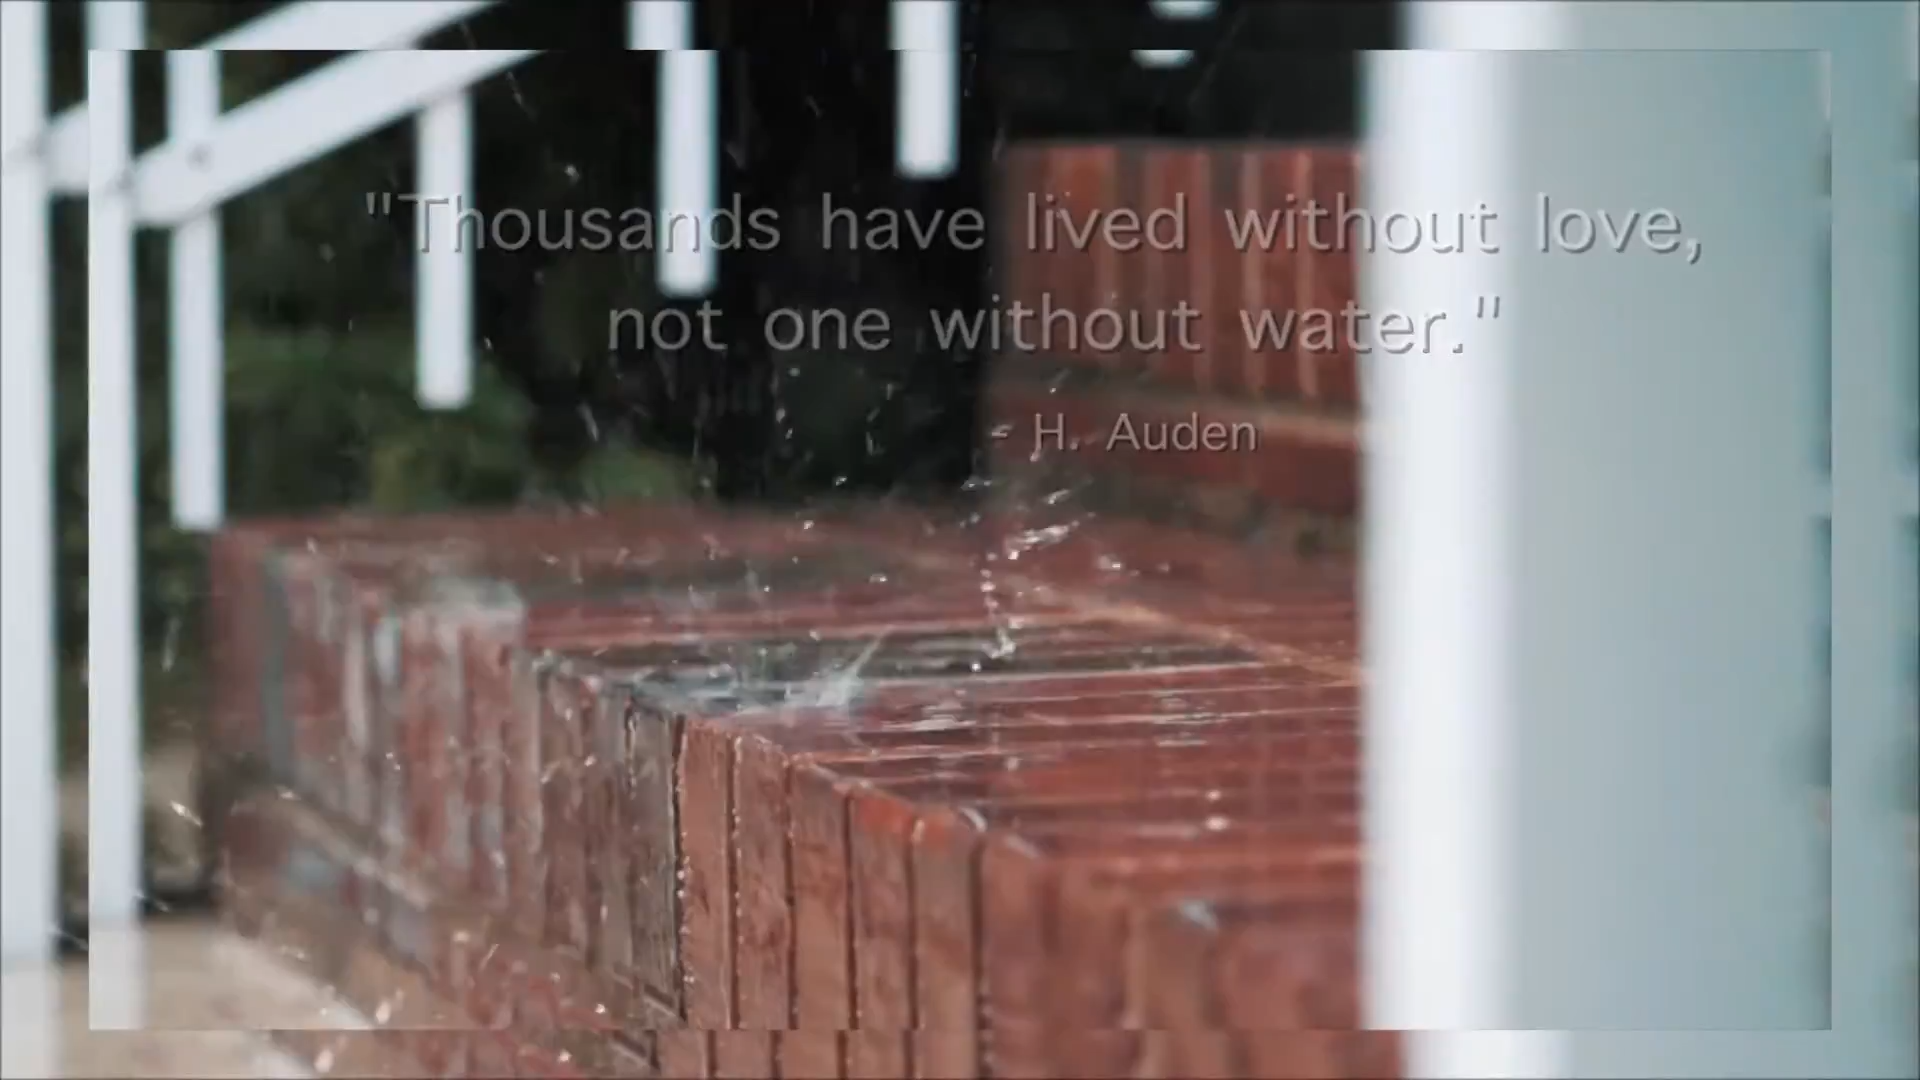 "Thousands have lived without love,
not one without water."
- H. Auden